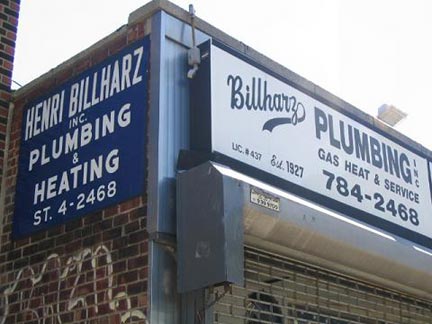 HENRI BILLHARZ
INC.
PLUMBING
&
HEATING
ST. 4-2468
Billharz PLUMBING INC
GAS HEAT & SERVICE
LIC. #437 Est. 1927
784-2468